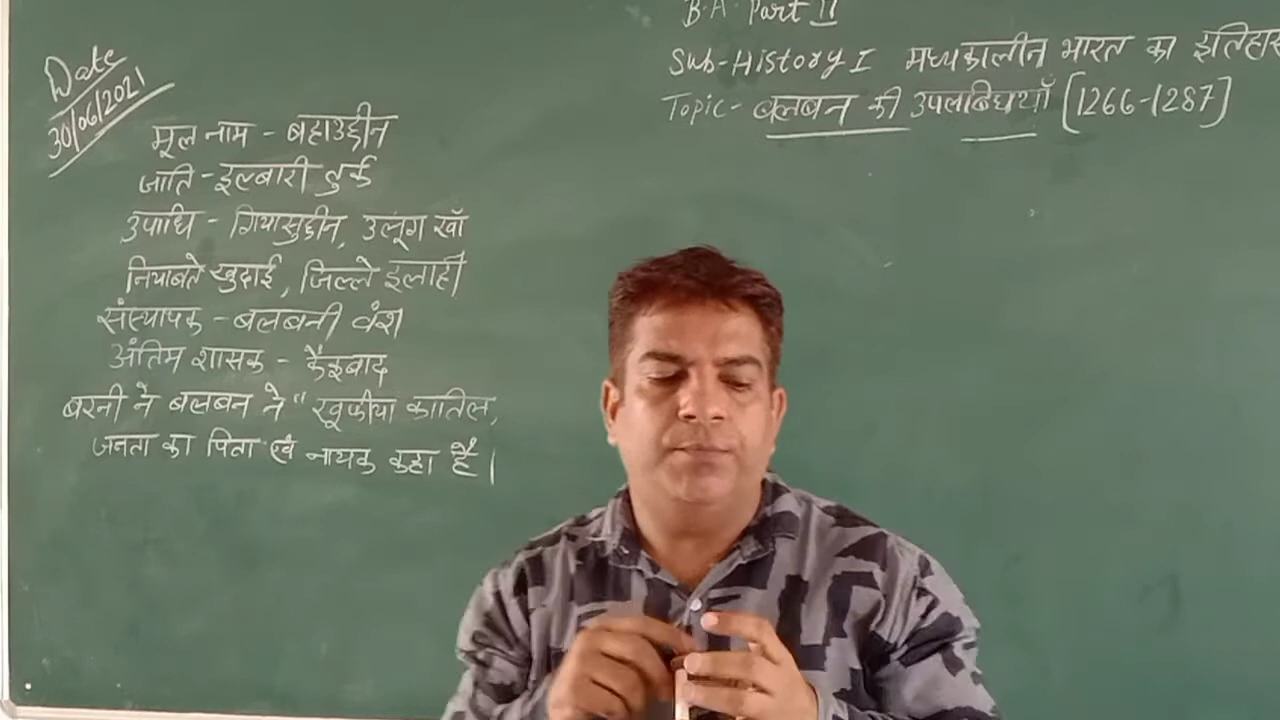 Date
30/06/2021
B.A. Part II
Sub-History I मध्यकालीन भारत का इतिहास
Topic- बलबन की उपलब्धियाँ [1266-1287]
मूल नाम - बहाउद्दीन
जाति - इल्बारी तुर्क
उपाधि - गियासुद्दीन, उलूग खाँ
नियाबते खुदाई, जिल्ले इलाही
संस्थापक - बलबनी वंश
अंतिम शासक - कैकुबाद
बरनी ने बलबन ने "खूफीया कातिल,
जनता का पिता एवं नायक कहा है।